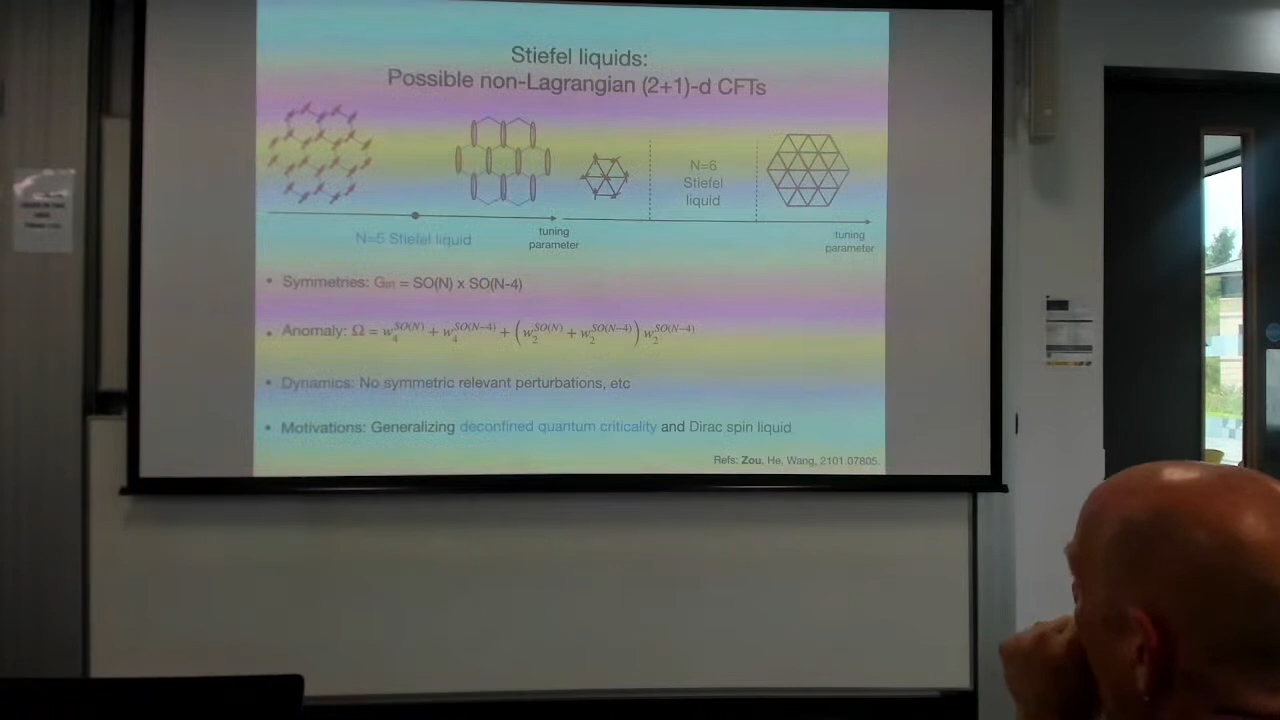 Stiefel liquids:
Possible non-Lagrangian (2+1)-d CFTs
N=6
Stiefel
liquid
N=5 Stiefel liquid
tuning
parameter
tuning
parameter
• Symmetries: G_IR = SO(N) x SO(N-4)
• Anomaly: Ω = w_4^{SO(N)} + w_4^{SO(N-4)} + (w_2^{SO(N)} + w_2^{SO(N-4)}) w_2^{SO(N-4)}
• Dynamics: No symmetric relevant perturbations, etc
• Motivations: Generalizing deconfined quantum criticality and Dirac spin liquid
Refs: Zou, He, Wang, 2101.07805.